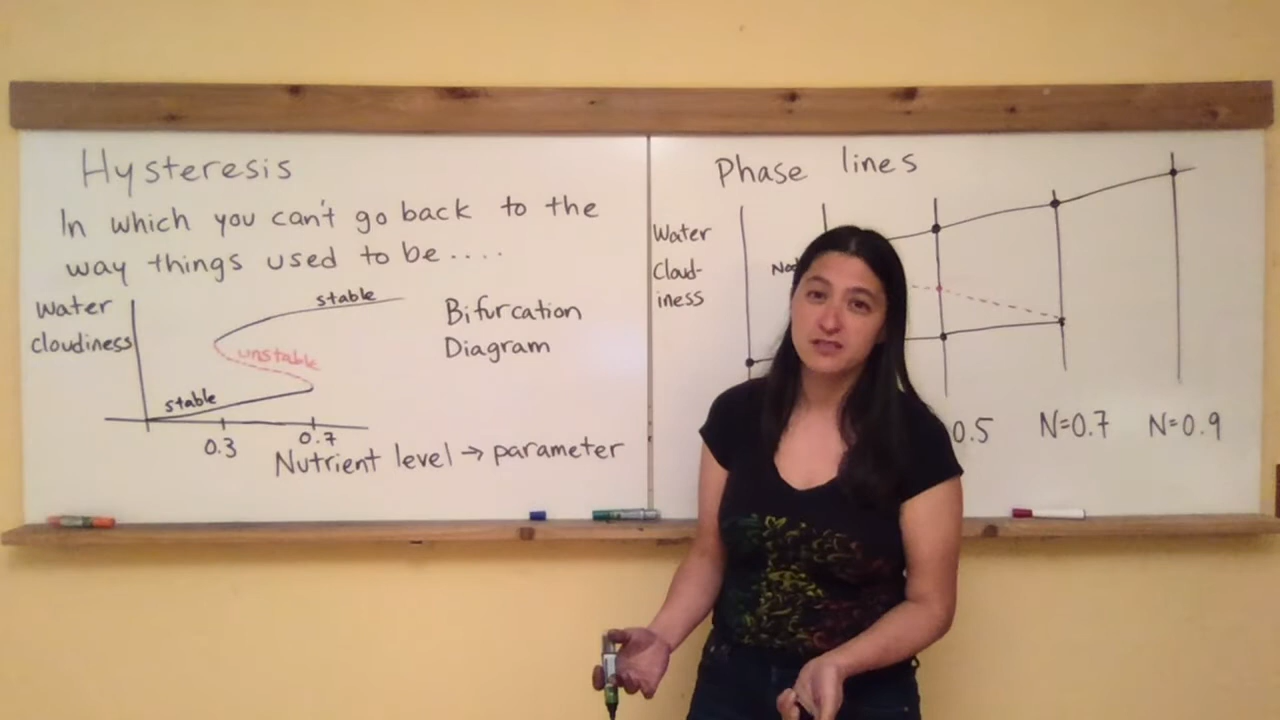 Hysteresis
In which you can't go back to the
way things used to be....
Water
cloudiness
stable
unstable
stable
0.3
0.7
Nutrient level → parameter
Bifurcation
Diagram
Phase lines
Water
Cloud-
iness
0.5
N=0.7
N=0.9